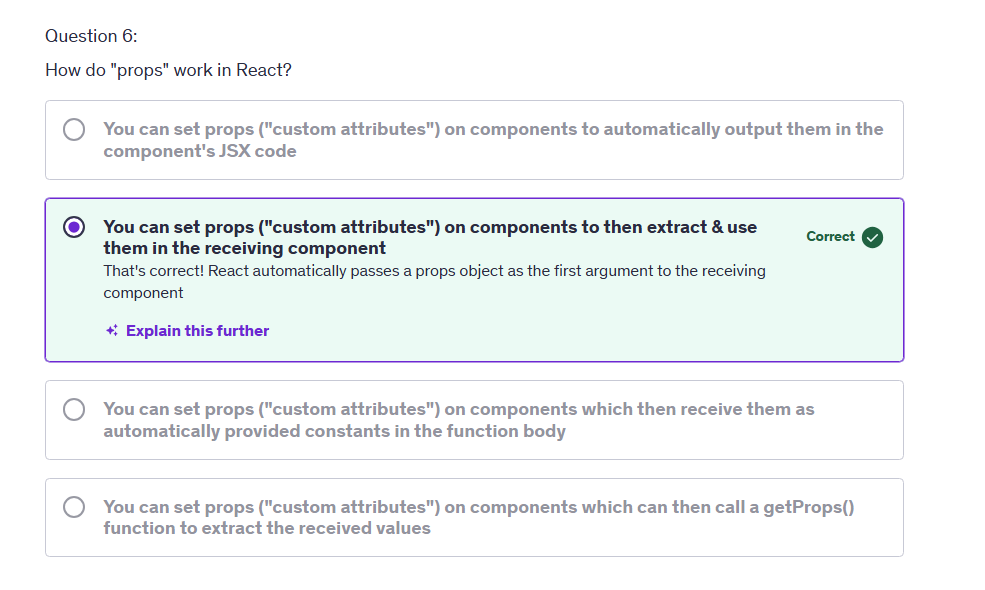 Question 6:
How do "props" work in React?
You can set props ("custom attributes") on components to automatically output them in the
component's JSX code
You can set props ("custom attributes") on components to then extract & use
them in the receiving component
Correct
That's correct! React automatically passes a props object as the first argument to the receiving
component
Explain this further
You can set props ("custom attributes") on components which then receive them as
automatically provided constants in the function body
You can set props ("custom attributes") on components which can then call a getProps()
function to extract the received values